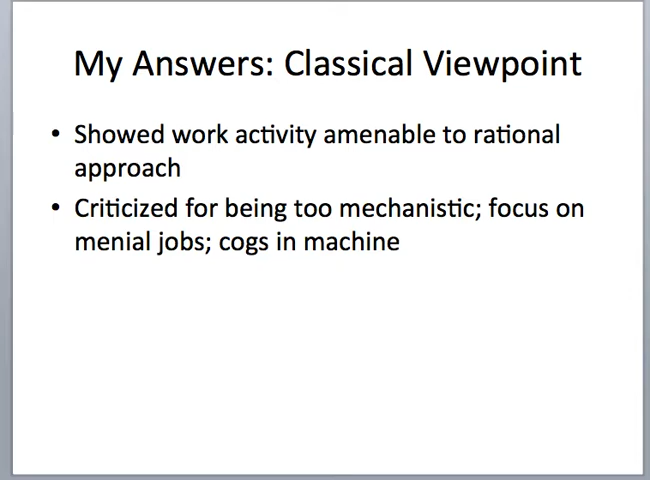 My Answers: Classical Viewpoint
• Showed work activity amenable to rational
approach
• Criticized for being too mechanistic; focus on
menial jobs; cogs in machine